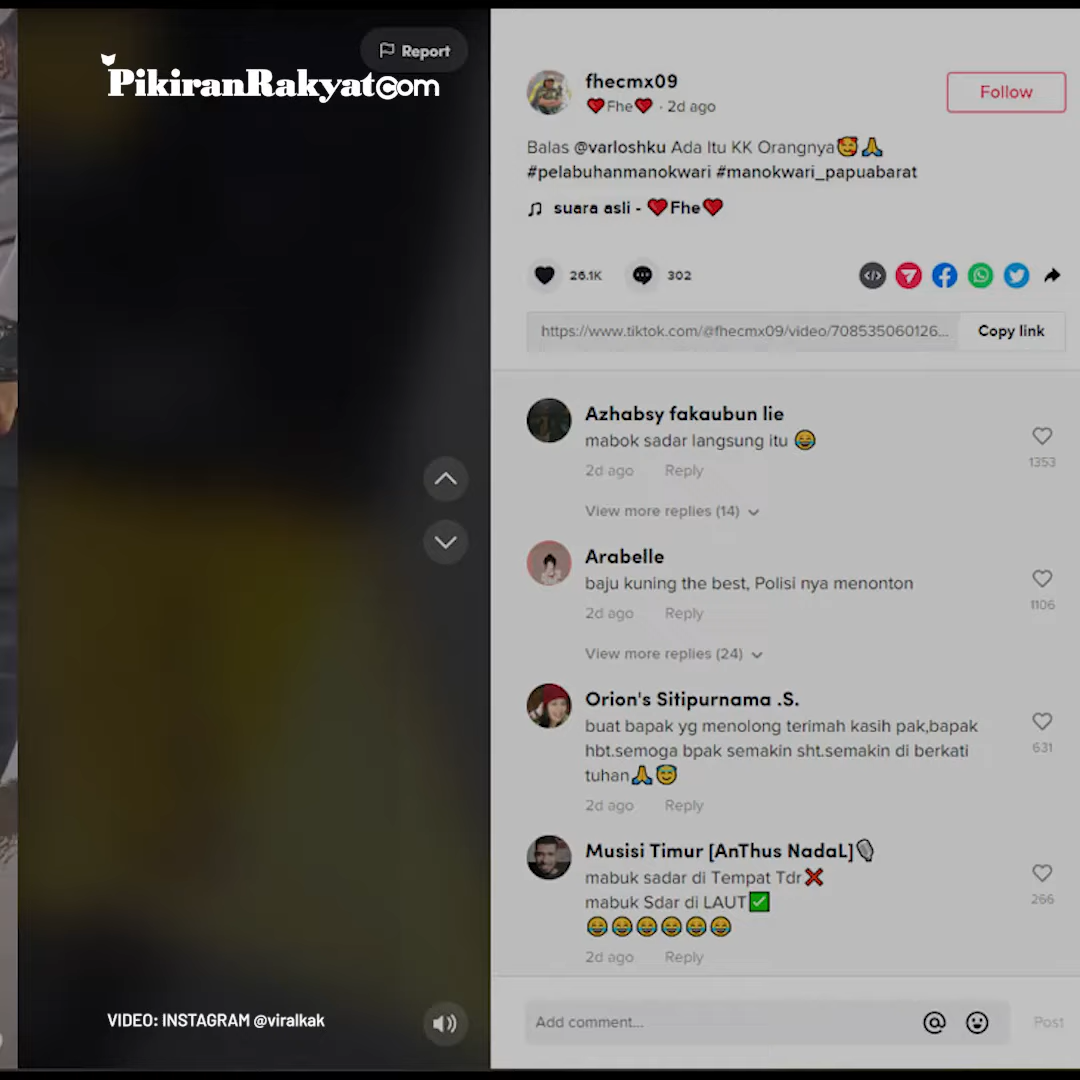 Report
PikiranRakyat.com
fhecmx09
Fhe · 2d ago
Follow
Balas @varloshku Ada Itu KK Orangnya🥰🙏
#pelabuhanmanokwari #manokwari_papuabarat
suara asli - ❤️Fhe❤️
26.1K
302
https://www.tiktok.com/@fhecmx09/video/708535060126...
Copy link
Azhabsy fakaubun lie
mabok sadar langsung itu 😂
1353
2d ago Reply
View more replies (14)
Arabelle
baju kuning the best, Polisi nya menonton
1106
2d ago Reply
View more replies (24)
Orion's Sitipurnama .S.
buat bapak yg menolong terimah kasih pak,bapak
hbt.semoga bpak semakin sht.semakin di berkati
tuhan🙏😇
631
2d ago Reply
Musisi Timur [AnThus NadaL]🎙
mabuk sadar di Tempat Tdr❌
mabuk Sdar di LAUT✅
😂😂😂😂😂😂
266
2d ago Reply
VIDEO: INSTAGRAM @viralkak
Add comment...
Post